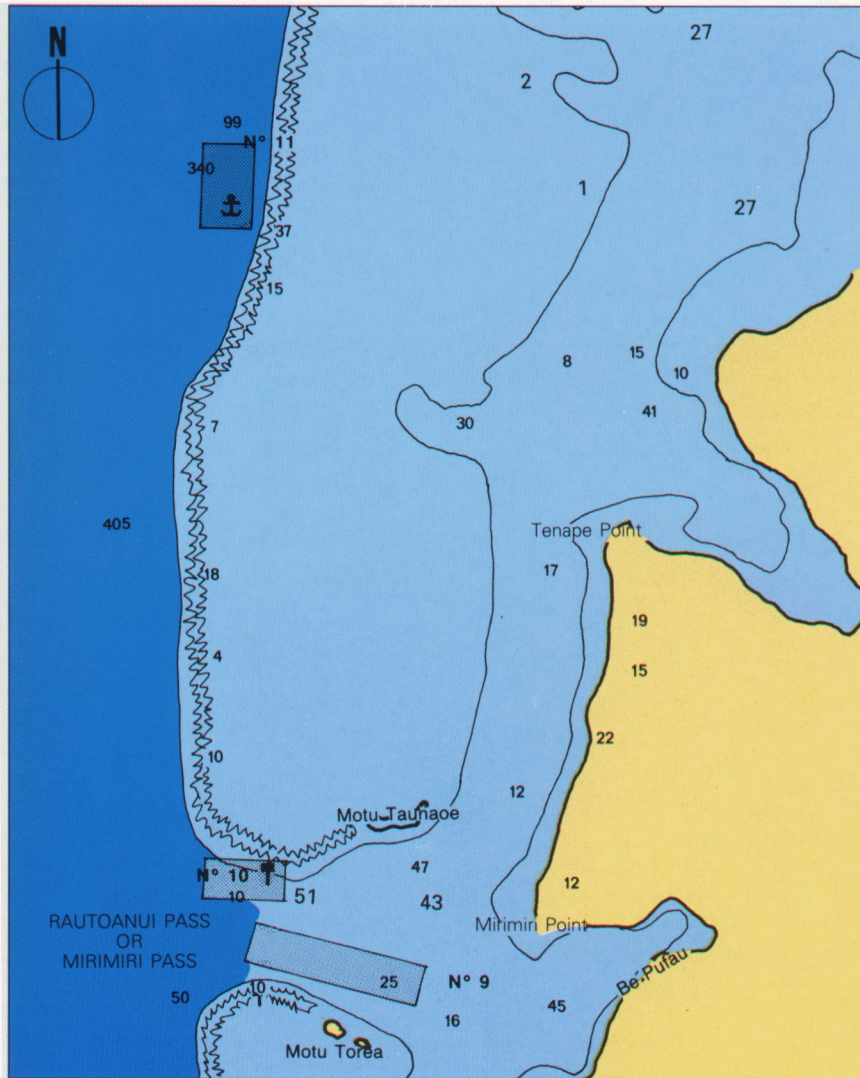 N
27
2
99
N° 11
340
1
27
37
15
8
15
10
41
7
30
405
Tenape Point
18
17
19
4
15
10
22
12
Motu Taunaoe
47
N° 10
12
10
51
43
RAUTOANUI PASS
OR
MIRIMIRI PASS
Mirimiri Point
Be Pufau
10
25
N° 9
50
45
16
Motu Torea